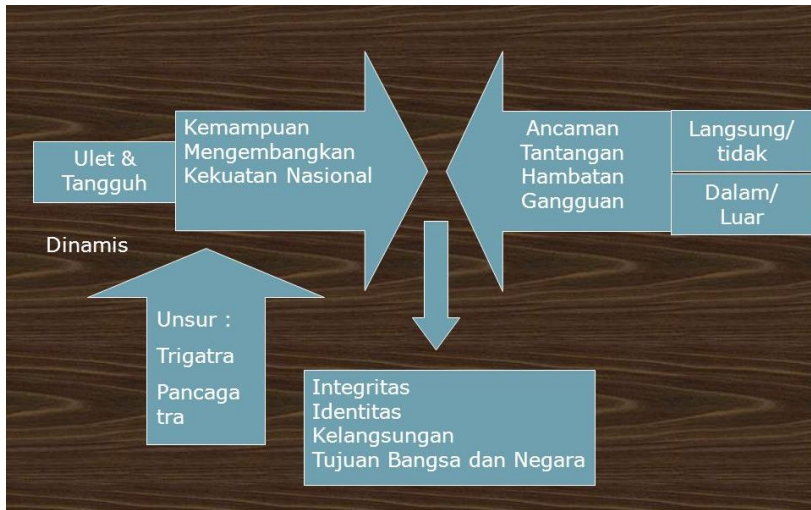 Ulet &
Tangguh
Kemampuan
Mengembangkan
Kekuatan Nasional
Ancaman
Tantangan
Hambatan
Gangguan
Langsung/
tidak
Dalam/
Luar
Dinamis
Unsur :
Trigatra
Pancaga
tra
Integritas
Identitas
Kelangsungan
Tujuan Bangsa dan Negara